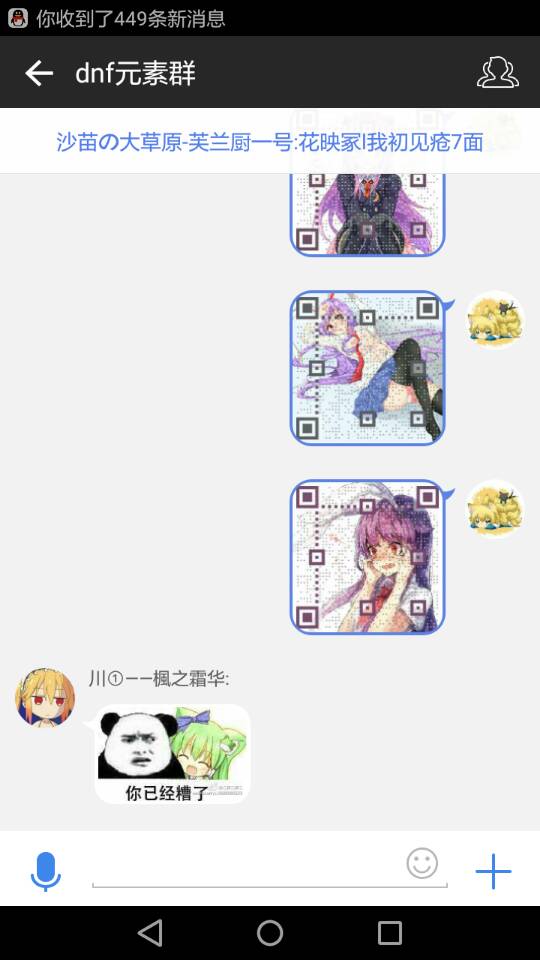 你收到了449条新消息
dnf元素群
沙苗の大草原-芙兰厨一号:花映冢l我初见疮7面
川①——楓之霜华:
你已经糟了